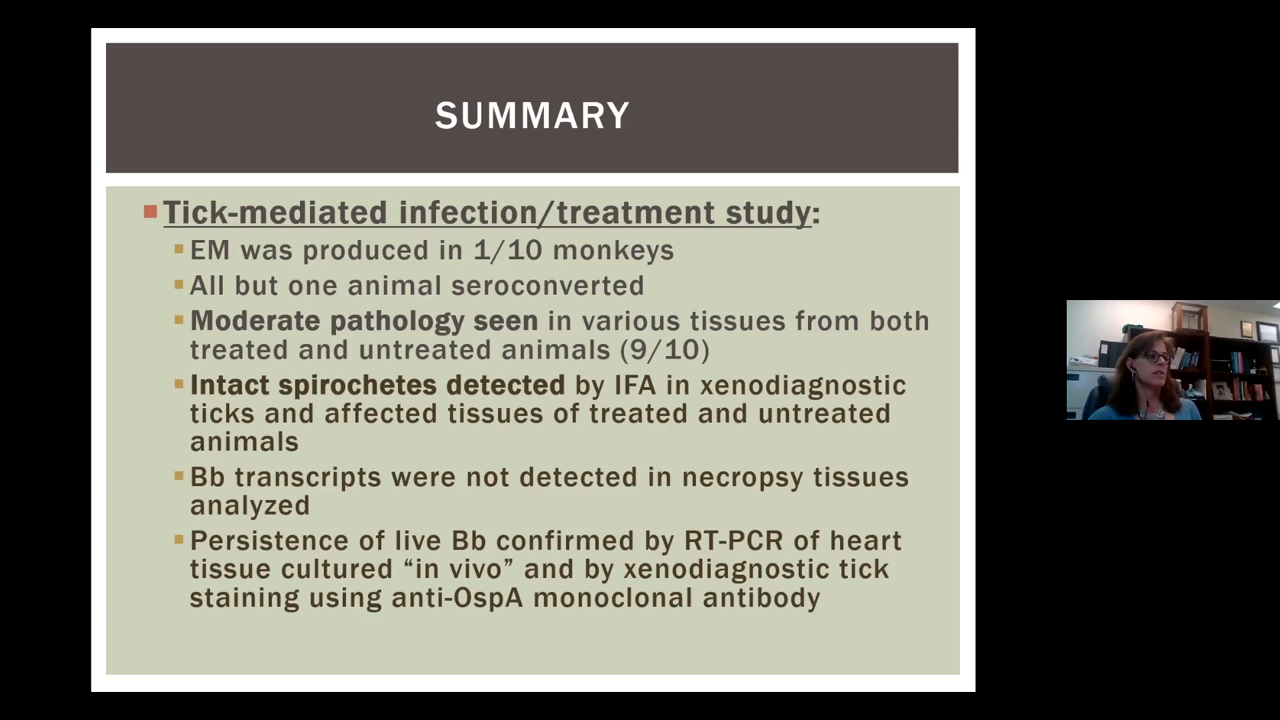 SUMMARY
Tick-mediated infection/treatment study:
EM was produced in 1/10 monkeys
All but one animal seroconverted
Moderate pathology seen in various tissues from both
treated and untreated animals (9/10)
Intact spirochetes detected by IFA in xenodiagnostic
ticks and affected tissues of treated and untreated
animals
Bb transcripts were not detected in necropsy tissues
analyzed
Persistence of live Bb confirmed by RT-PCR of heart
tissue cultured “in vivo” and by xenodiagnostic tick
staining using anti-OspA monoclonal antibody